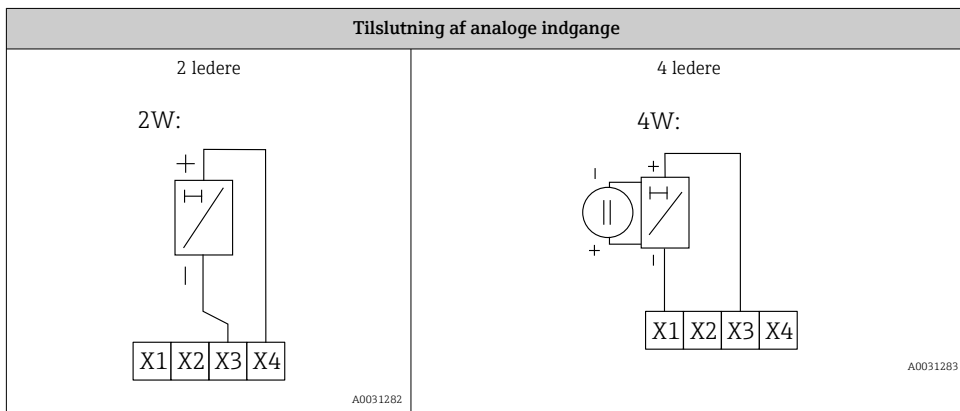 Tilslutning af analoge indgange
2 ledere
2W:
+
−
X1 X2 X3 X4
A0031282
4 ledere
4W:
− +
+ −
X1 X2 X3 X4
A0031283